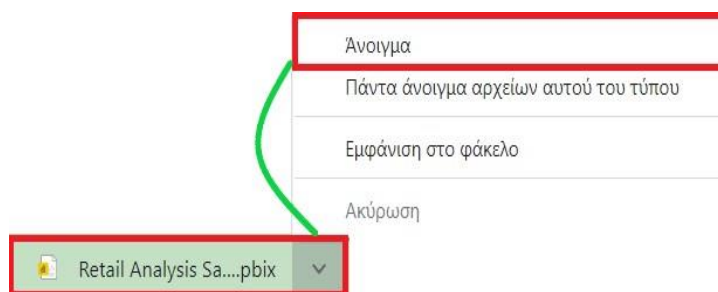 Άνοιγμα
Πάντα άνοιγμα αρχείων αυτού του τύπου
Εμφάνιση στο φάκελο
Ακύρωση
Retail Analysis Sa....pbix